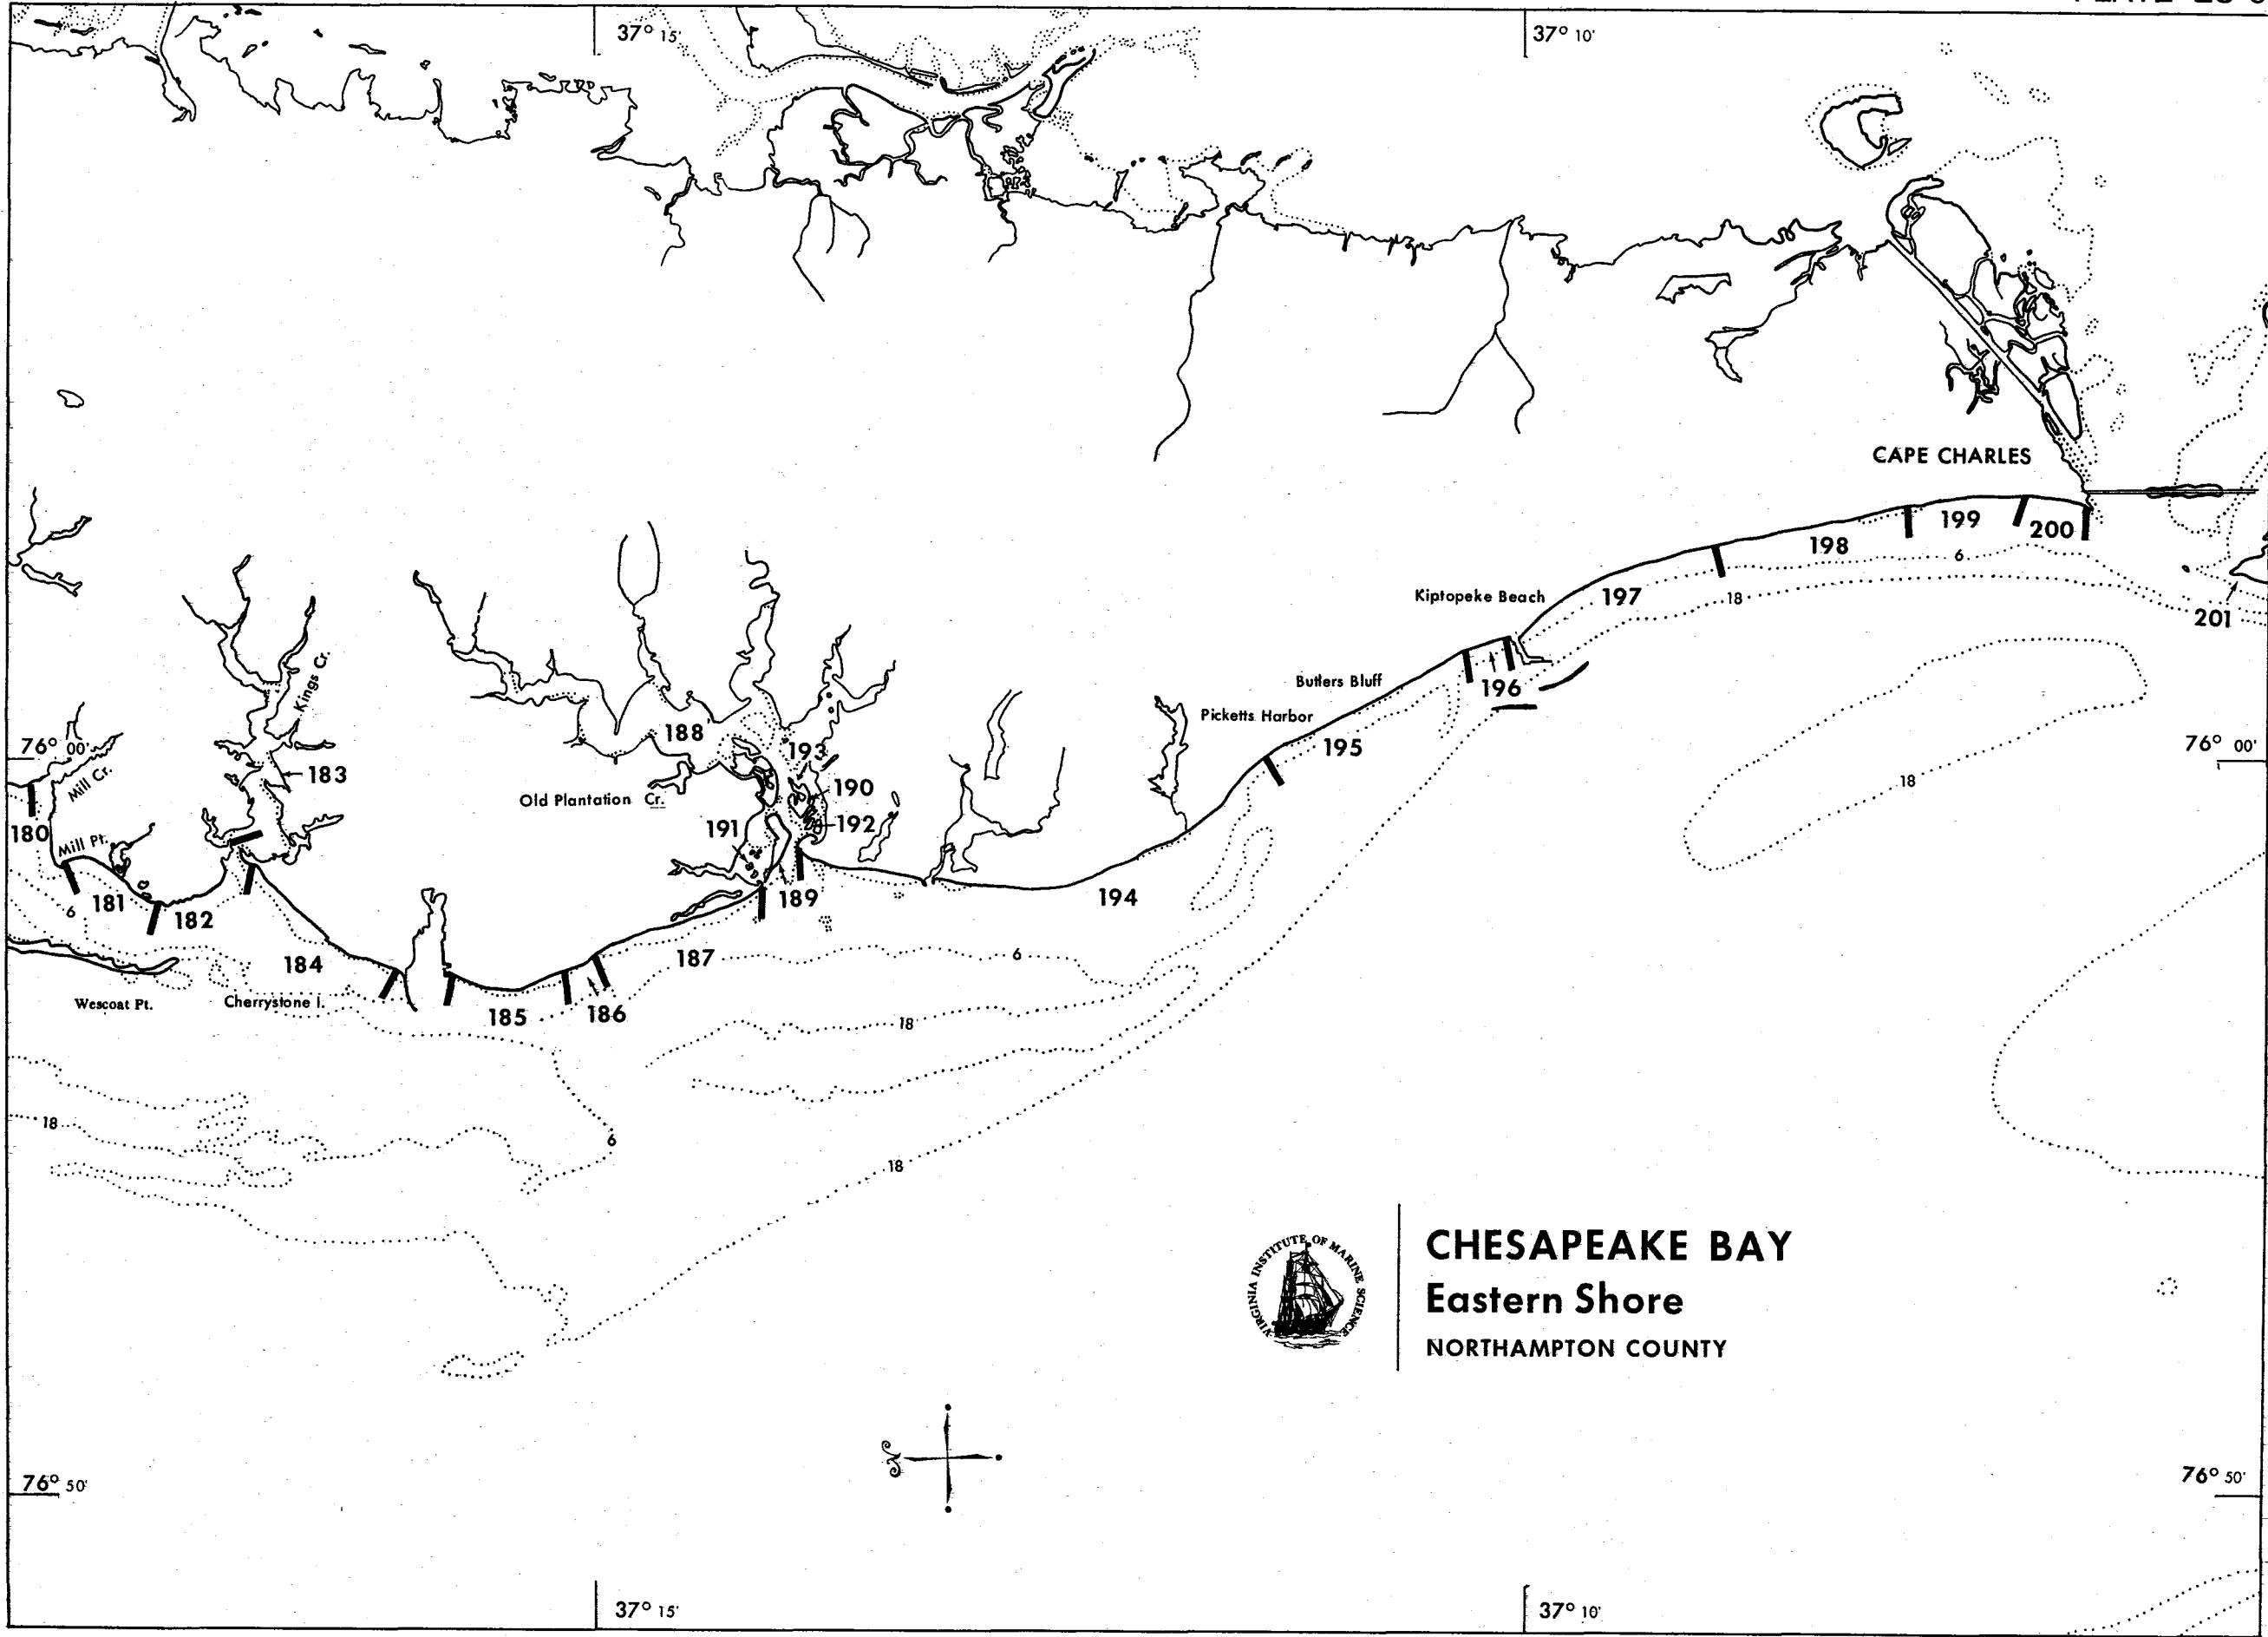 37° 15'
37° 10'
CAPE CHARLES
199
200
198
6
Kiptopeke Beach
197
18
201
Kings Cr.
Butlers Bluff
196
188
Picketts Harbor
76° 00'
193
195
76° 00'
Mill Cr.
183
18
Old Plantation Cr.
190
180
Mill Pt.
191
192
181
6
182
189
194
184
187
6
Wescoat Pt.
Cherrystone I.
185
186
18
18
6
18
VIRGINIA INSTITUTE OF MARINE SCIENCE
CHESAPEAKE BAY
Eastern Shore
NORTHAMPTON COUNTY
N
76° 50'
76° 50'
37° 15'
37° 10'